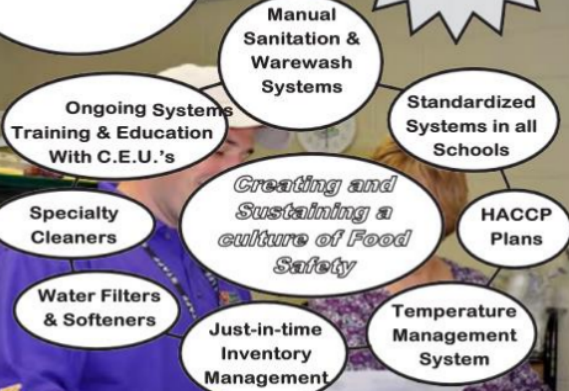 Manual
Sanitation &
Warewash
Systems
Standardized
Systems in all
Schools
HACCP
Plans
Temperature
Management
System
Just-in-time
Inventory
Management
Water Filters
& Softeners
Specialty
Cleaners
Ongoing Systems
Training & Education
With C.E.U.'s
Creating and
Sustaining a
culture of Food
Safety